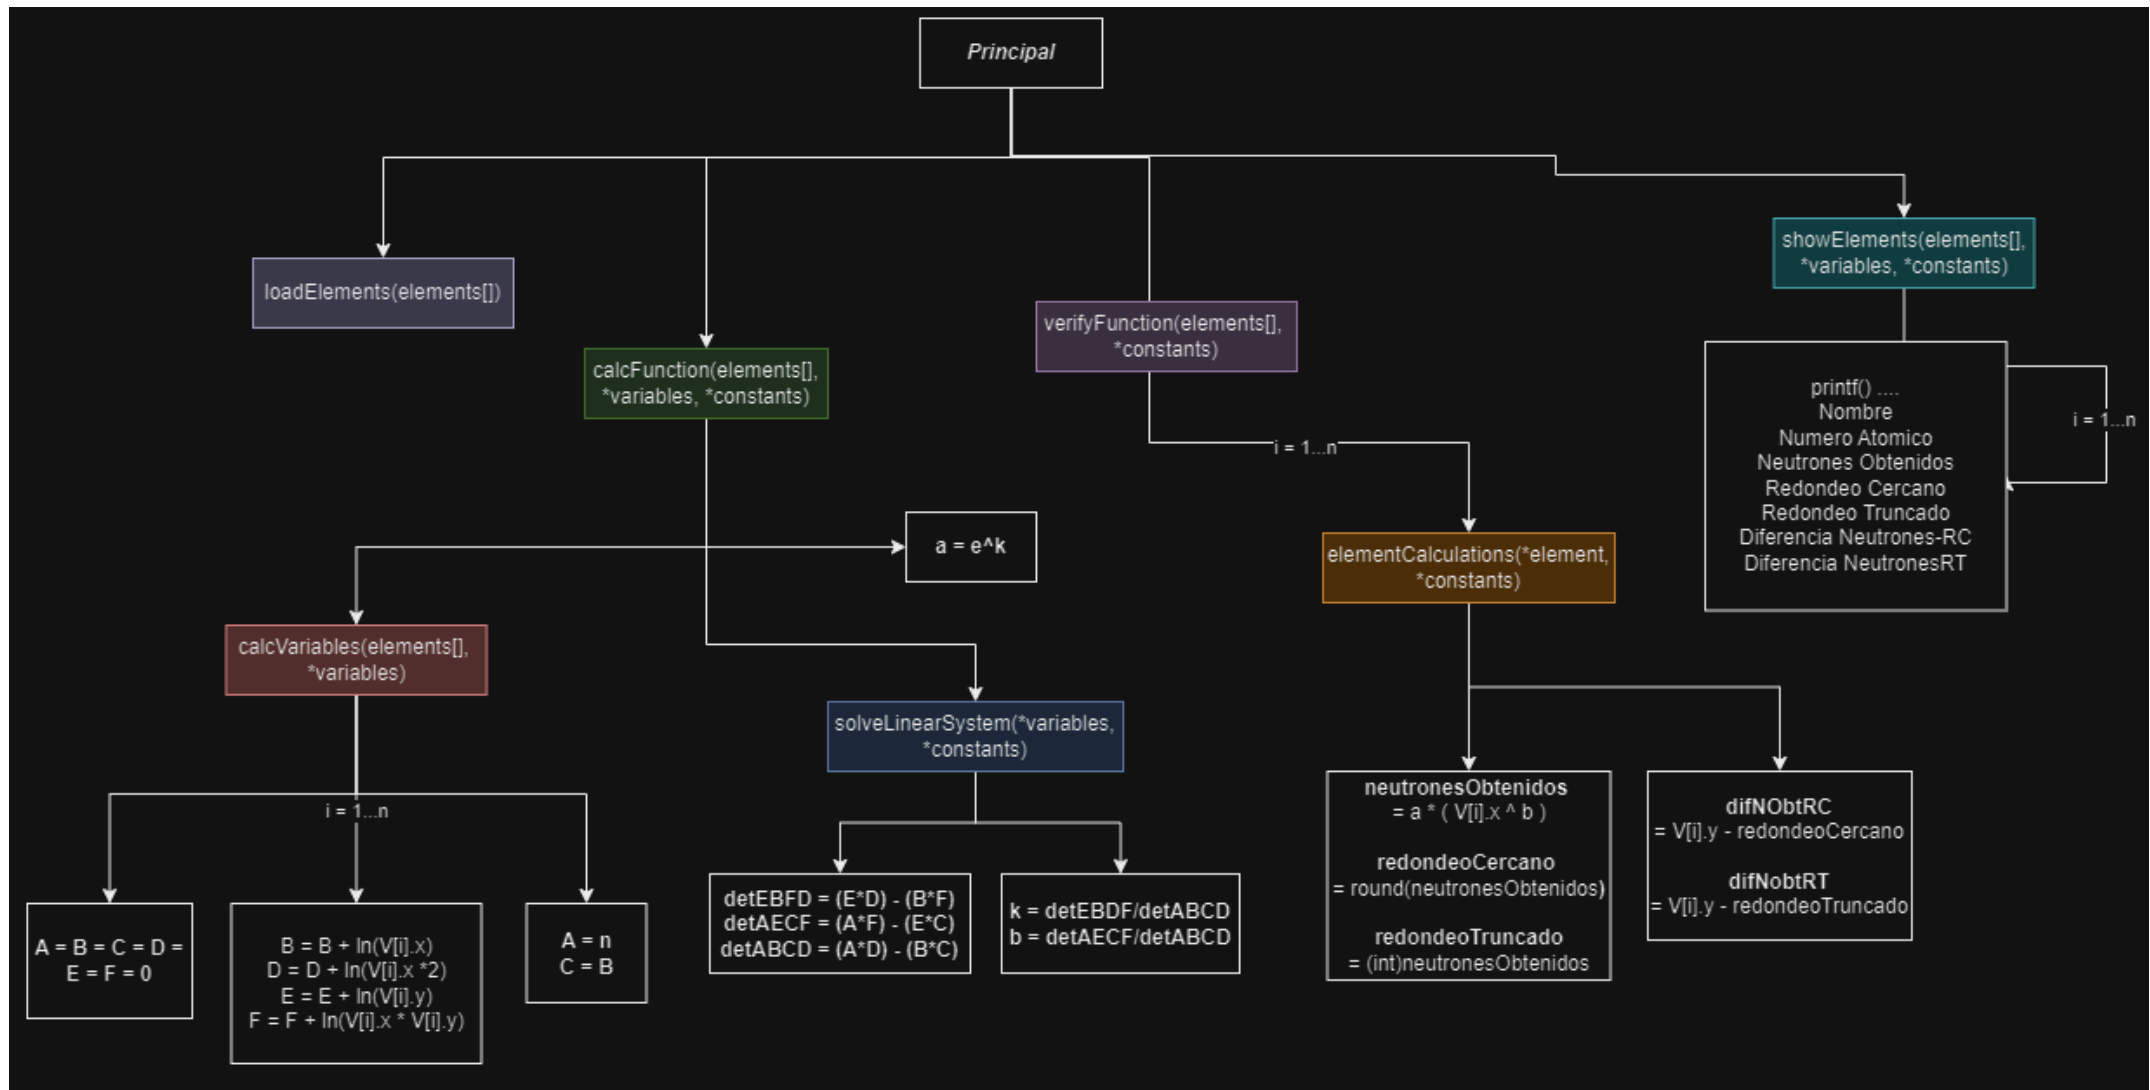 Principal
loadElements(elements[])
calcFunction(elements[],
*variables, *constants)
verifyFunction(elements[],
*constants)
showElements(elements[],
*variables, *constants)
printf() ....
Nombre
Numero Atomico
Neutrones Obtenidos
Redondeo Cercano
Redondeo Truncado
Diferencia Neutrones-RC
Diferencia NeutronesRT
i = 1...n
i = 1...n
a = e^k
elementCalculations(*element,
*constants)
calcVariables(elements[],
*variables)
solveLinearSystem(*variables,
*constants)
i = 1...n
A = B = C = D =
E = F = 0
B = B + ln(V[i].x)
D = D + ln(V[i].x *2)
E = E + ln(V[i].y)
F = F + ln(V[i].x * V[i].y)
A = n
C = B
detEBFD = (E*D) - (B*F)
detAECF = (A*F) - (E*C)
detABCD = (A*D) - (B*C)
k = detEBDF/detABCD
b = detAECF/detABCD
neutronesObtenidos
= a * ( V[i].x ^ b )
redondeoCercano
= round(neutronesObtenidos)
redondeoTruncado
= (int)neutronesObtenidos
difNObtRC
= V[i].y - redondeoCercano
difNobtRT
= V[i].y - redondeoTruncado